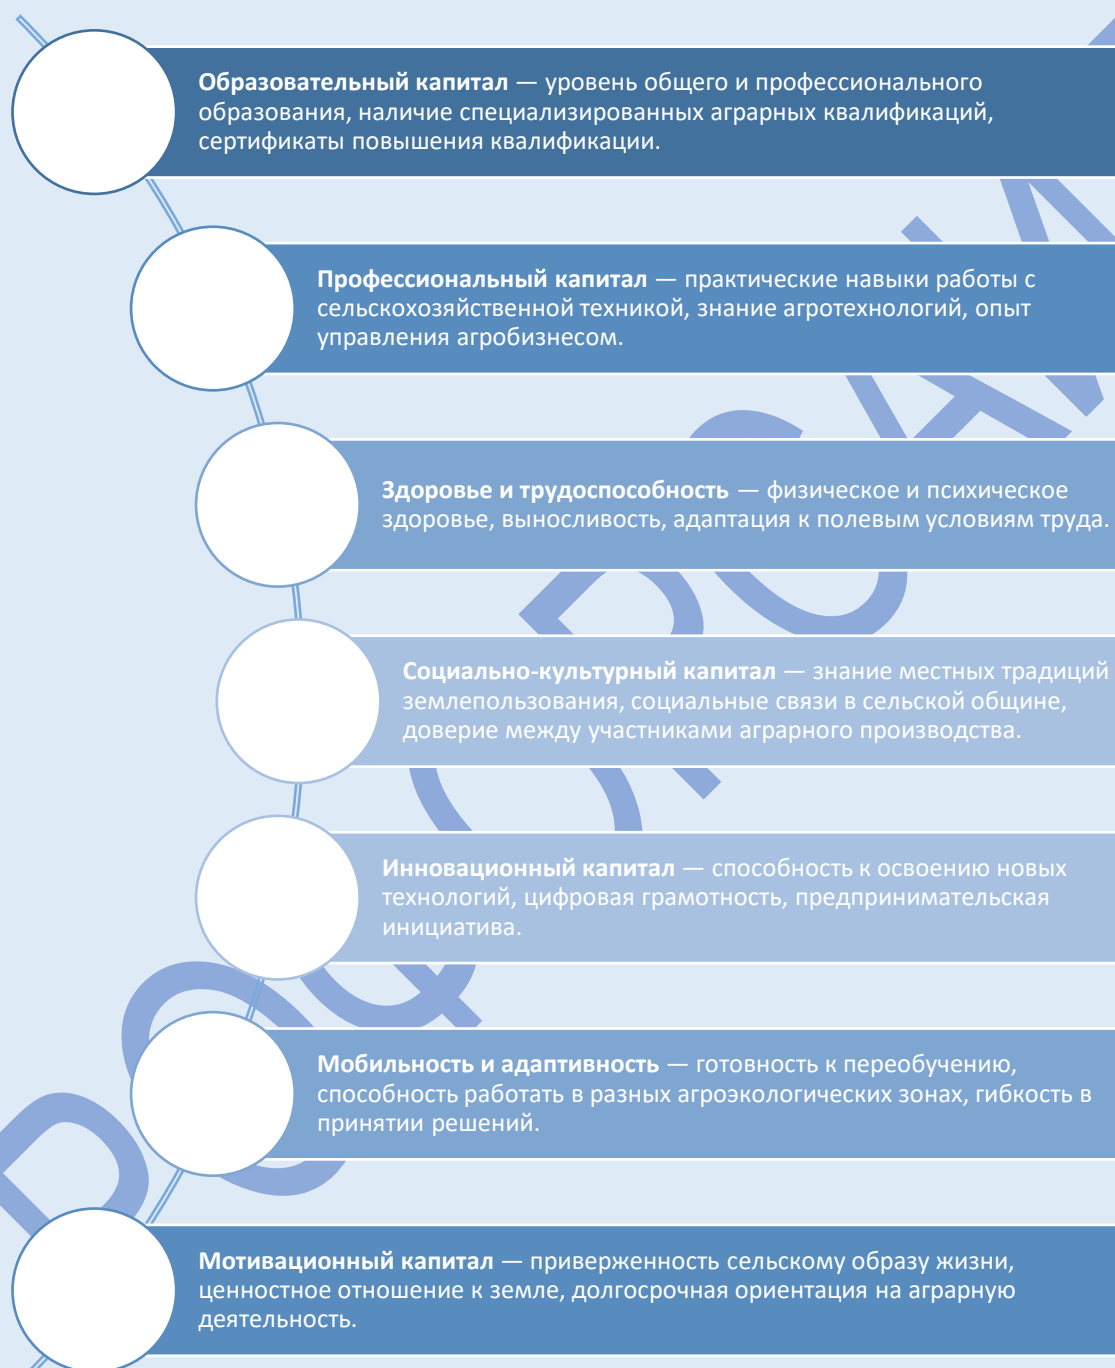 Образовательный капитал — уровень общего и профессионального
образования, наличие специализированных аграрных квалификаций,
сертификаты повышения квалификации.
Профессиональный капитал — практические навыки работы с
сельскохозяйственной техникой, знание агротехнологий, опыт
управления агробизнесом.
Здоровье и трудоспособность — физическое и психическое
здоровье, выносливость, адаптация к полевым условиям труда.
Социально-культурный капитал — знание местных традиций
землепользования, социальные связи в сельской общине,
доверие между участниками аграрного производства.
Инновационный капитал — способность к освоению новых
технологий, цифровая грамотность, предпринимательская
инициатива.
Мобильность и адаптивность — готовность к переобучению,
способность работать в разных агроэкологических зонах, гибкость в
принятии решений.
Мотивационный капитал — приверженность сельскому образу жизни,
ценностное отношение к земле, долгосрочная ориентация на аграрную
деятельность.